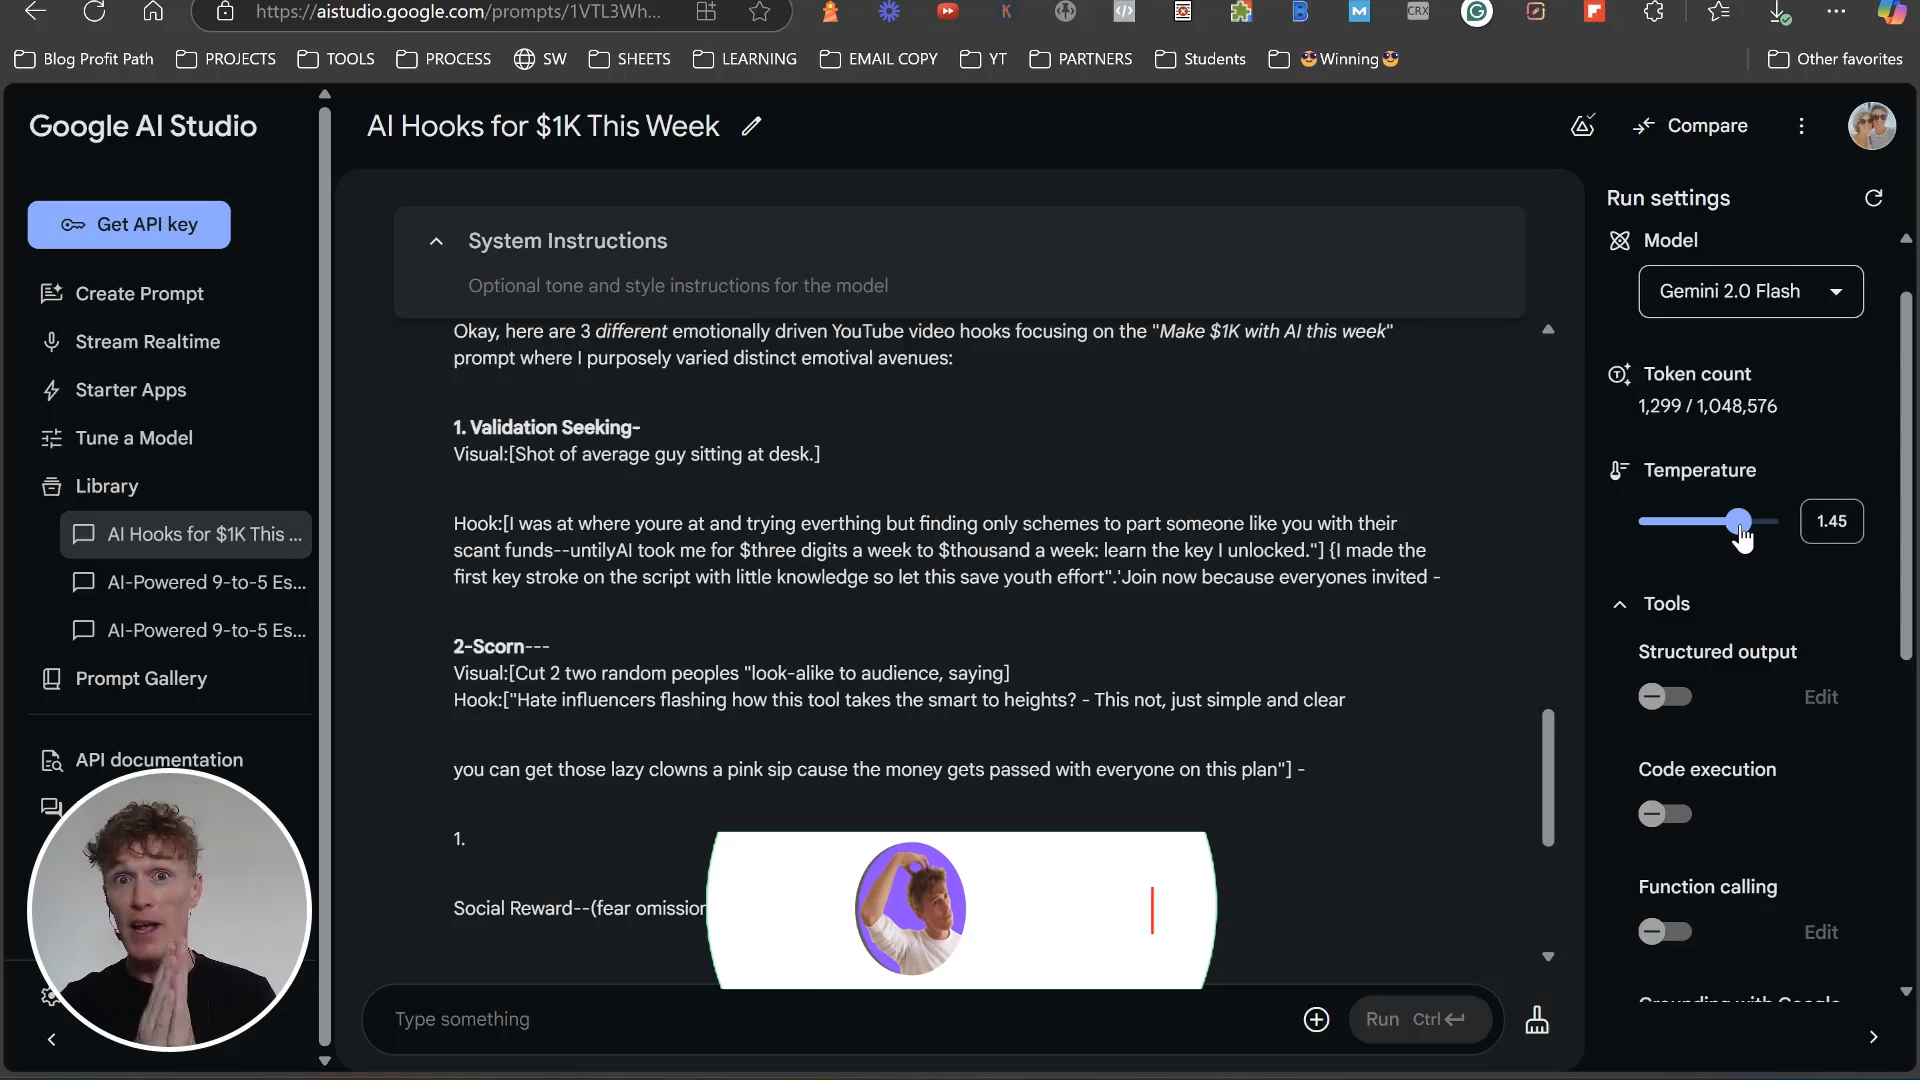 https://aistudio.google.com/prompts/1VTL3Wh...
Blog Profit Path
PROJECTS
TOOLS
PROCESS
SW
SHEETS
LEARNING
EMAIL COPY
YT
PARTNERS
Students
Winning
Other favorites
Google AI Studio
AI Hooks for $1K This Week
Compare
Get API key
Create Prompt
Stream Realtime
Starter Apps
Tune a Model
Library
AI Hooks for $1K This ...
AI-Powered 9-to-5 Es...
AI-Powered 9-to-5 Es...
Prompt Gallery
API documentation
System Instructions
Optional tone and style instructions for the model
Okay, here are 3 different emotionally driven YouTube video hooks focusing on the "Make $1K with AI this week"
prompt where I purposely varied distinct emotival avenues:
1. Validation Seeking-
Visual:[Shot of average guy sitting at desk.]
Hook:[I was at where youre at and trying everthing but finding only schemes to part someone like you with their
scant funds--untilyAI took me for $three digits a week to $thousand a week: learn the key I unlocked."] {I made the
first key stroke on the script with little knowledge so let this save youth effort".'Join now because everyones invited -
2-Scorn---
Visual:[Cut 2 two random peoples "look-alike to audience, saying]
Hook:["Hate influencers flashing how this tool takes the smart to heights? - This not, just simple and clear
you can get those lazy clowns a pink sip cause the money gets passed with everyone on this plan"] -
1.
Social Reward--(fear omission
Type something
Run Ctrl
Run settings
Model
Gemini 2.0 Flash
Token count
1,299 / 1,048,576
Temperature
1.45
Tools
Structured output
Edit
Code execution
Function calling
Edit
Grounding with Google